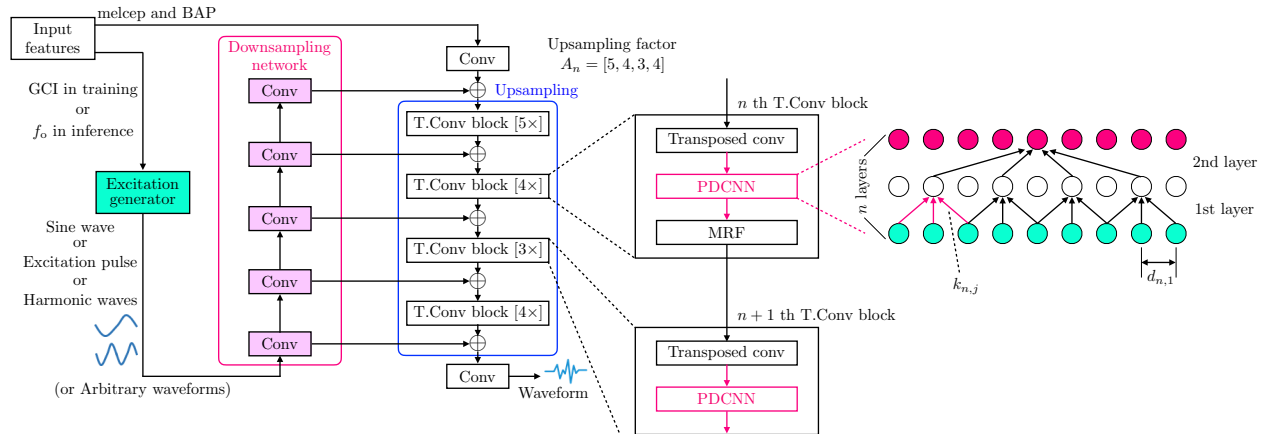 melcep and BAP
Input
features
GCI in training
or
f_o in inference
Excitation
generator
Sine wave
or
Excitation pulse
or
Harmonic waves
(or Arbitrary waveforms)
Downsampling
network
Conv
Conv
Conv
Conv
Conv
Conv
Upsampling
T.Conv block [5×]
T.Conv block [4×]
T.Conv block [3×]
T.Conv block [4×]
Conv
Waveform
Upsampling factor
A_n = [5, 4, 3, 4]
n th T.Conv block
Transposed conv
PDCNN
MRF
n + 1 th T.Conv block
Transposed conv
PDCNN
n layers
2nd layer
1st layer
k_{n,j}
d_{n,1}